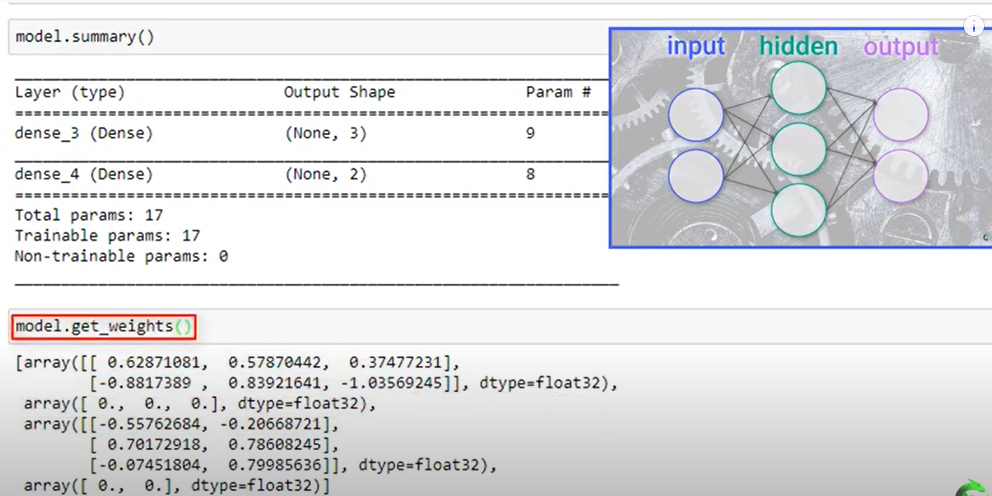 model.summary()
input hidden output
Layer (type) Output Shape Param #
dense_3 (Dense) (None, 3) 9
dense_4 (Dense) (None, 2) 8
Total params: 17
Trainable params: 17
Non-trainable params: 0
model.get_weights()
[array([[ 0.62871081, 0.57870442, 0.37477231],
[-0.8817389 , 0.83921641, -1.03569245]], dtype=float32),
array([ 0., 0., 0.], dtype=float32),
array([[-0.55762684, -0.20668721],
[ 0.70172918, 0.78608245],
[-0.07451804, 0.79985636]], dtype=float32),
array([ 0., 0.], dtype=float32)]